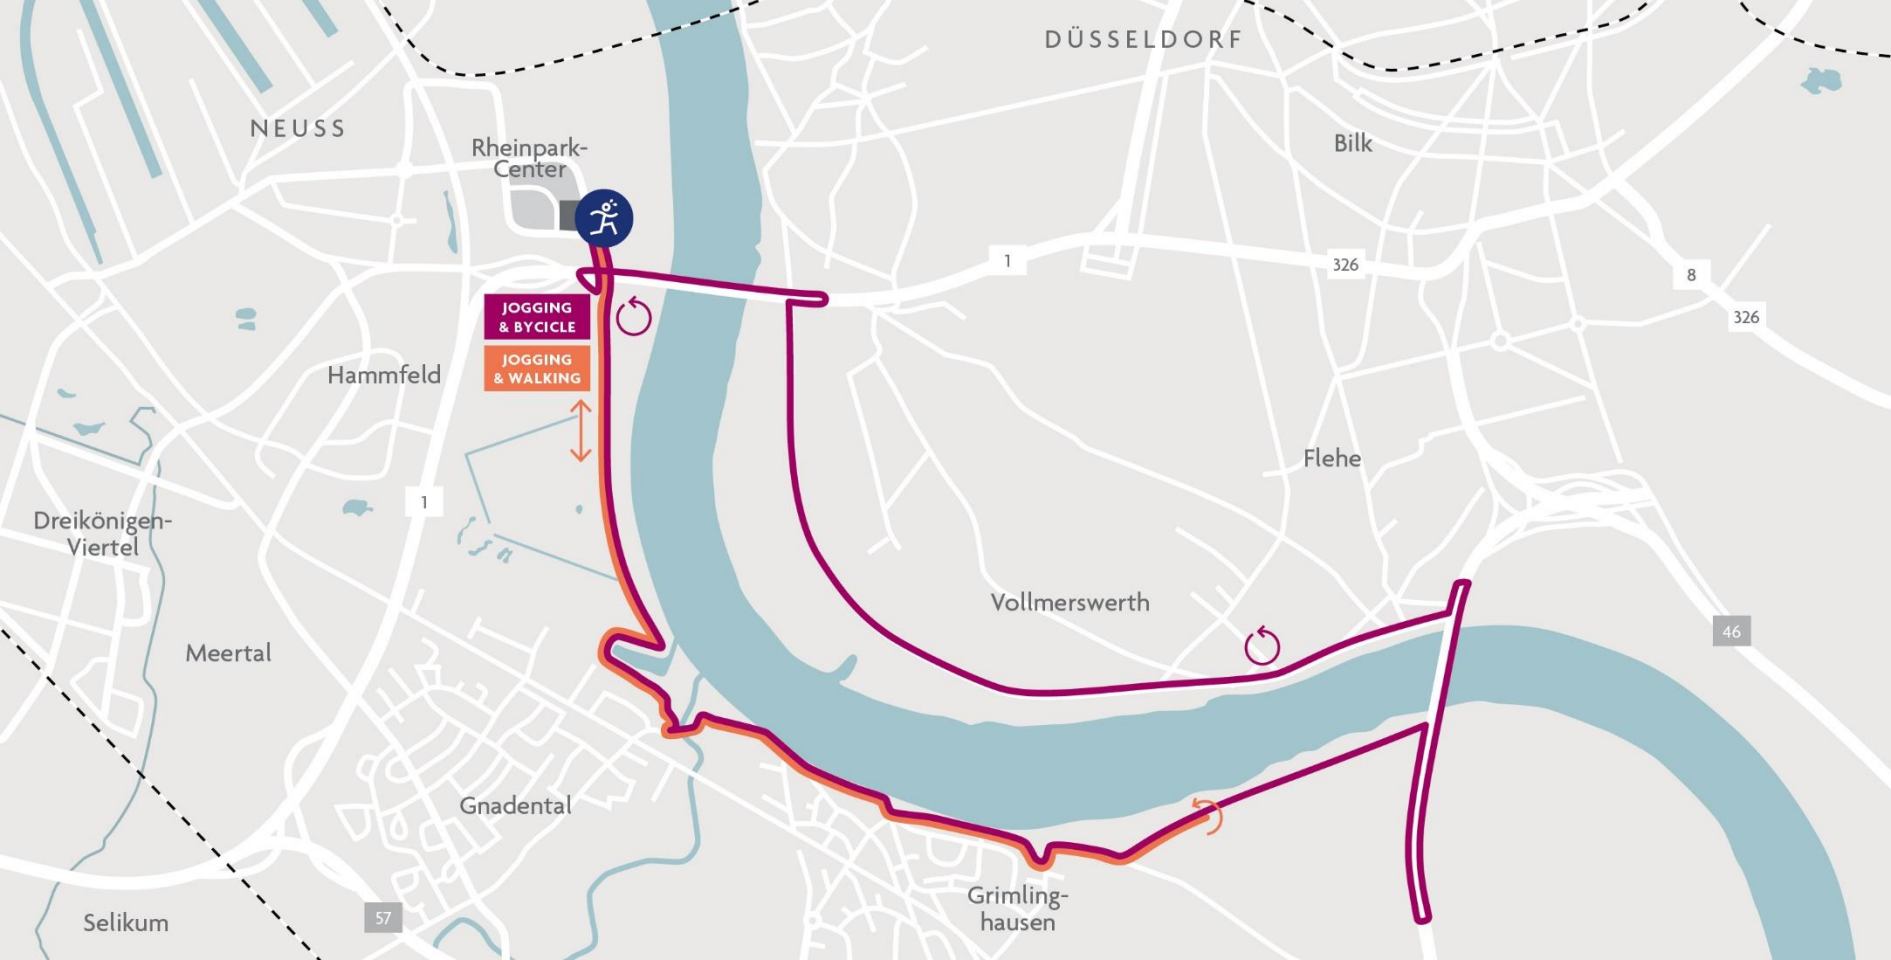 DÜSSELDORF
NEUSS
Bilk
Rheinpark-
Center
1
326
8
326
JOGGING
& BYCICLE
JOGGING
& WALKING
Hammfeld
Flehe
1
Dreikönigen-
Viertel
Vollmerswerth
46
Meertal
Gnadental
Grimling-
hausen
57
Selikum